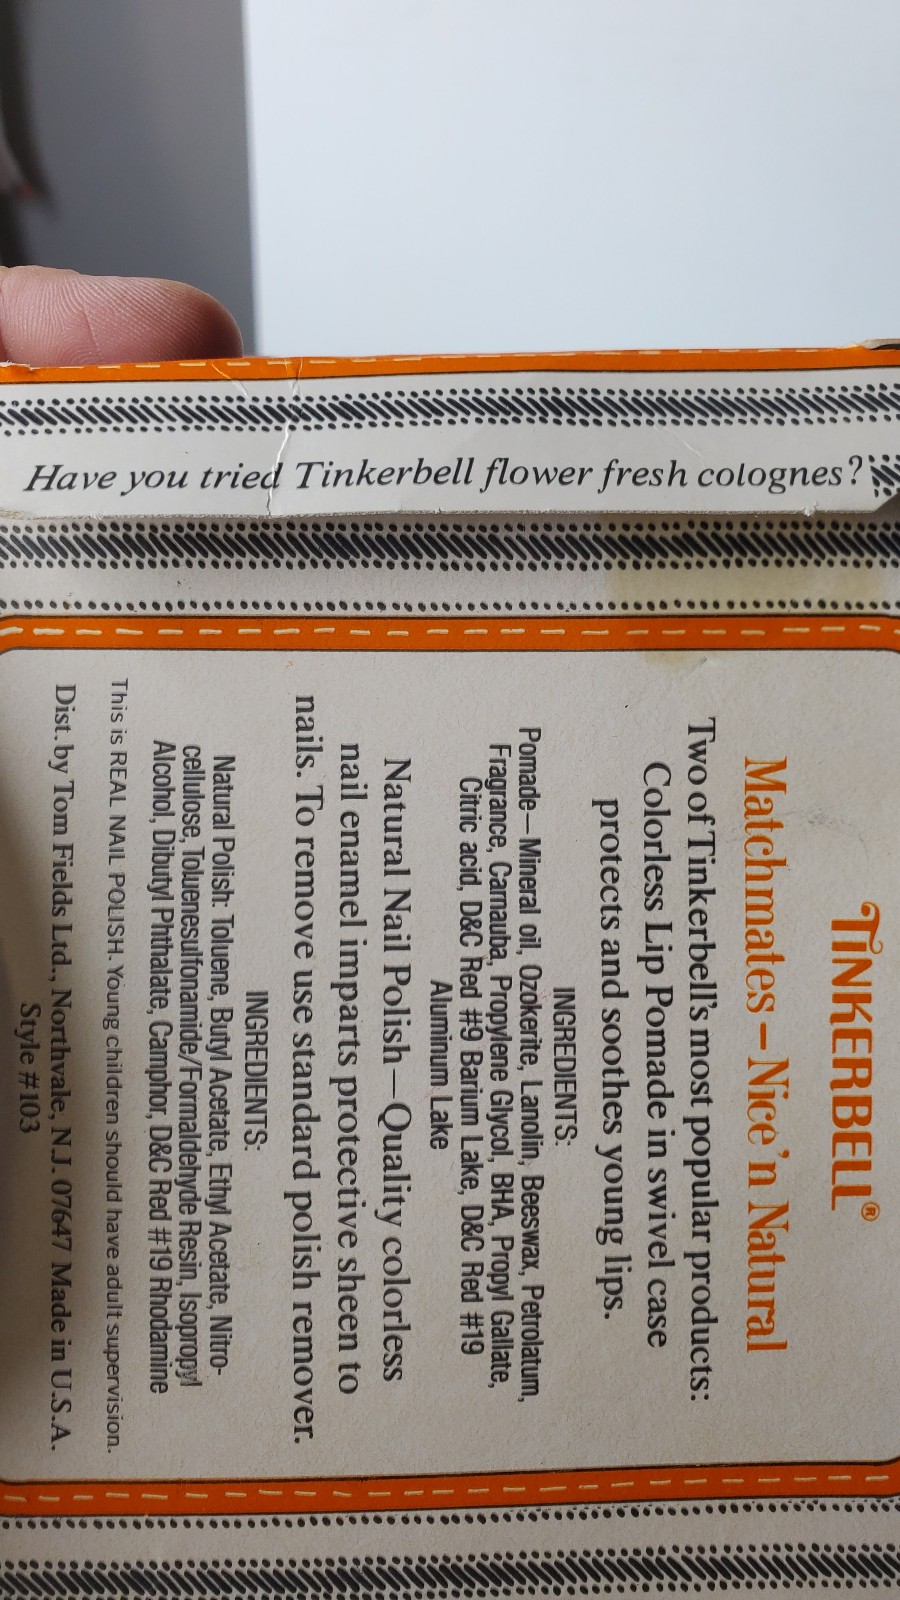 Have you tried Tinkerbell flower fresh colognes?
TINKERBELL®
Matchmates – Nice 'n Natural
Two of Tinkerbell's most popular products:
Colorless Lip Pomade in swivel case
protects and soothes young lips.
INGREDIENTS:
Pomade—Mineral oil, Ozokerite, Lanolin, Beeswax, Petrolatum,
Fragrance, Carnauba, Propylene Glycol, BHA, Propyl Gallate,
Citric acid, D&C Red #9 Barium Lake, D&C Red #19
Aluminum Lake
Natural Nail Polish—Quality colorless
nail enamel imparts protective sheen to
nails. To remove use standard polish remover.
INGREDIENTS:
Natural Polish: Toluene, Butyl Acetate, Ethyl Acetate, Nitro-
cellulose, Toluenesulfonamide/Formaldehyde Resin, Isopropyl
Alcohol, Dibutyl Phthalate, Camphor, D&C Red #19 Rhodamine
This is REAL NAIL POLISH. Young children should have adult supervision.
Dist. by Tom Fields Ltd., Northvale, N.J. 07647 Made in U.S.A.
Style #103